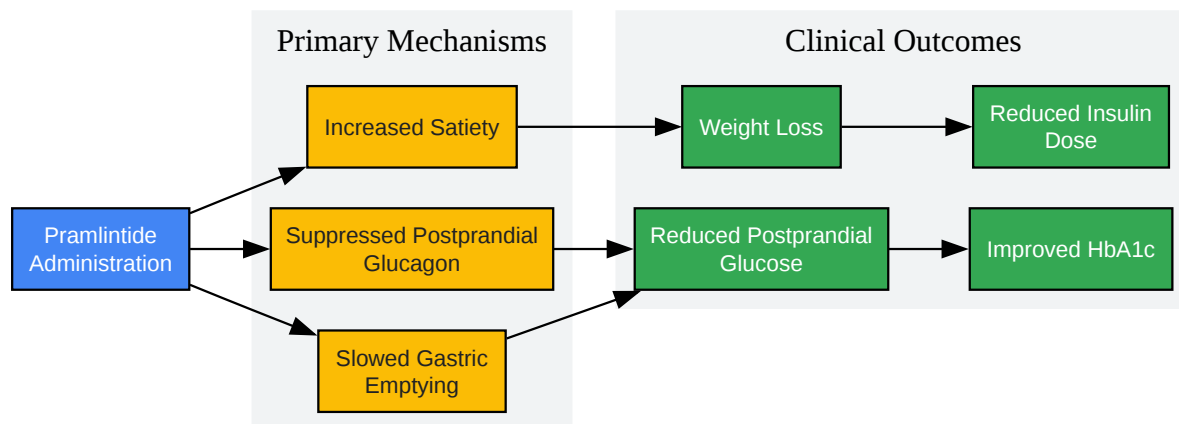 Primary Mechanisms
Clinical Outcomes
Increased Satiety
Weight Loss
Reduced Insulin
Dose
Pramlintide
Administration
Suppressed Postprandial
Glucagon
Reduced Postprandial
Glucose
Improved HbA1c
Slowed Gastric
Emptying